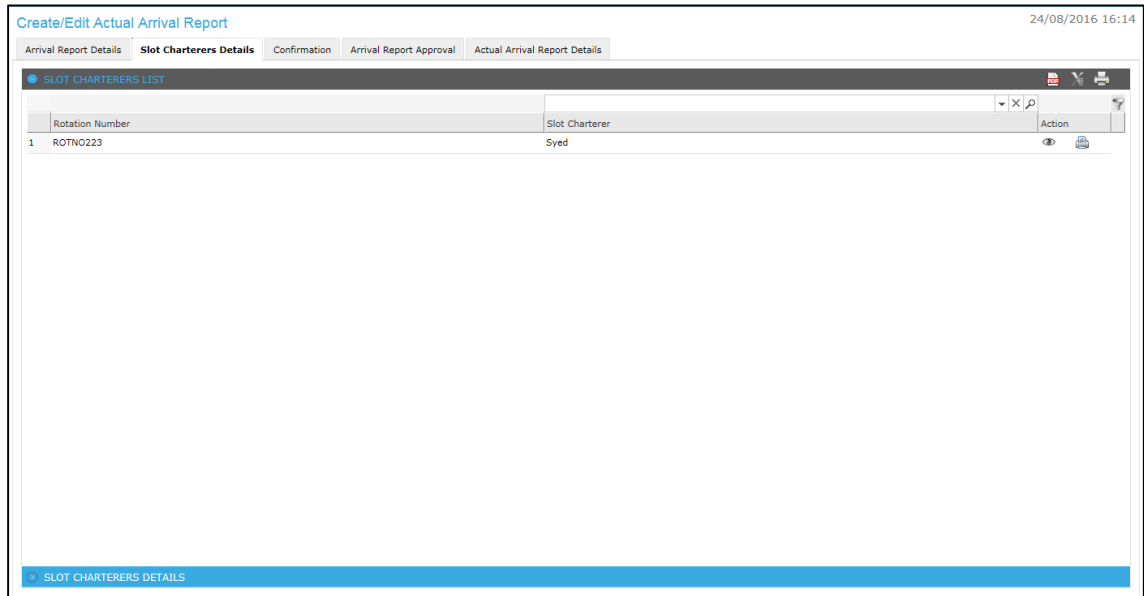 Create/Edit Actual Arrival Report 24/08/2016 16:14
Arrival Report Details Slot Charterers Details Confirmation Arrival Report Approval Actual Arrival Report Details
SLOT CHARTERERS LIST
Rotation Number Slot Charterer Action
1 ROTNO223 Syed
SLOT CHARTERERS DETAILS